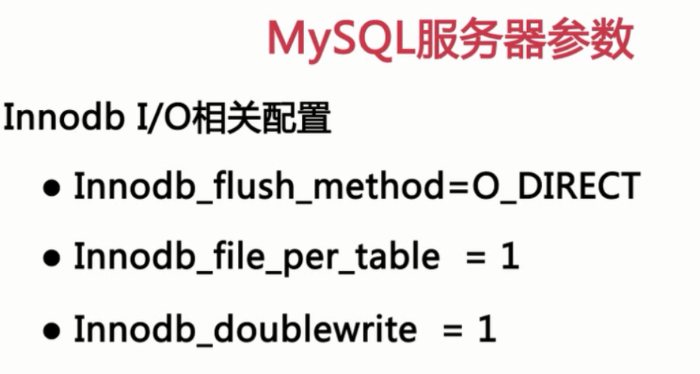 MySQL服务器参数
Innodb I/O相关配置
● Innodb_flush_method=O_DIRECT
● Innodb_file_per_table = 1
● Innodb_doublewrite = 1